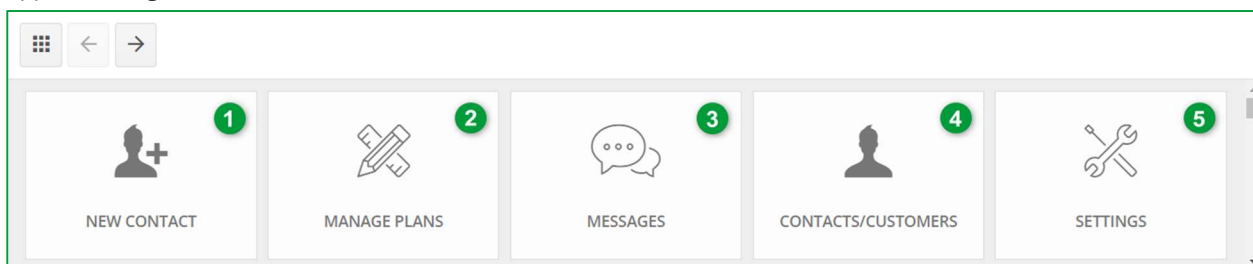 1
2
3
4
5
NEW CONTACT
MANAGE PLANS
MESSAGES
CONTACTS/CUSTOMERS
SETTINGS